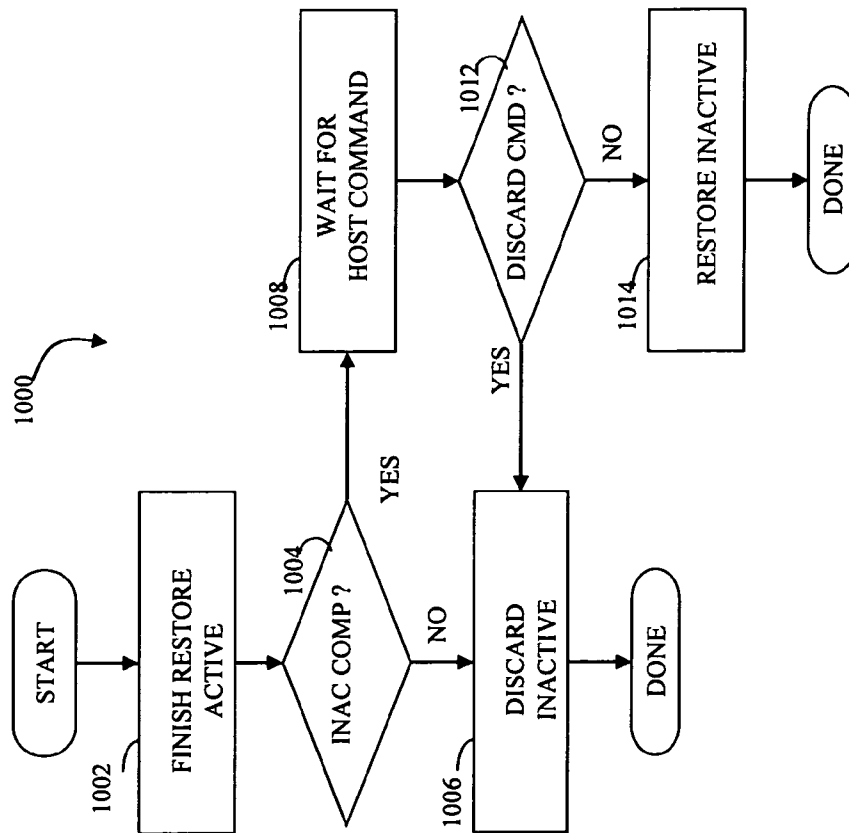 1000
START
1002
FINISH RESTORE
ACTIVE
1004
INAC COMP ?
YES
NO
1006
DISCARD
INACTIVE
DONE
1008
WAIT FOR
HOST COMMAND
1012
DISCARD CMD ?
YES
NO
1014
RESTORE INACTIVE
DONE